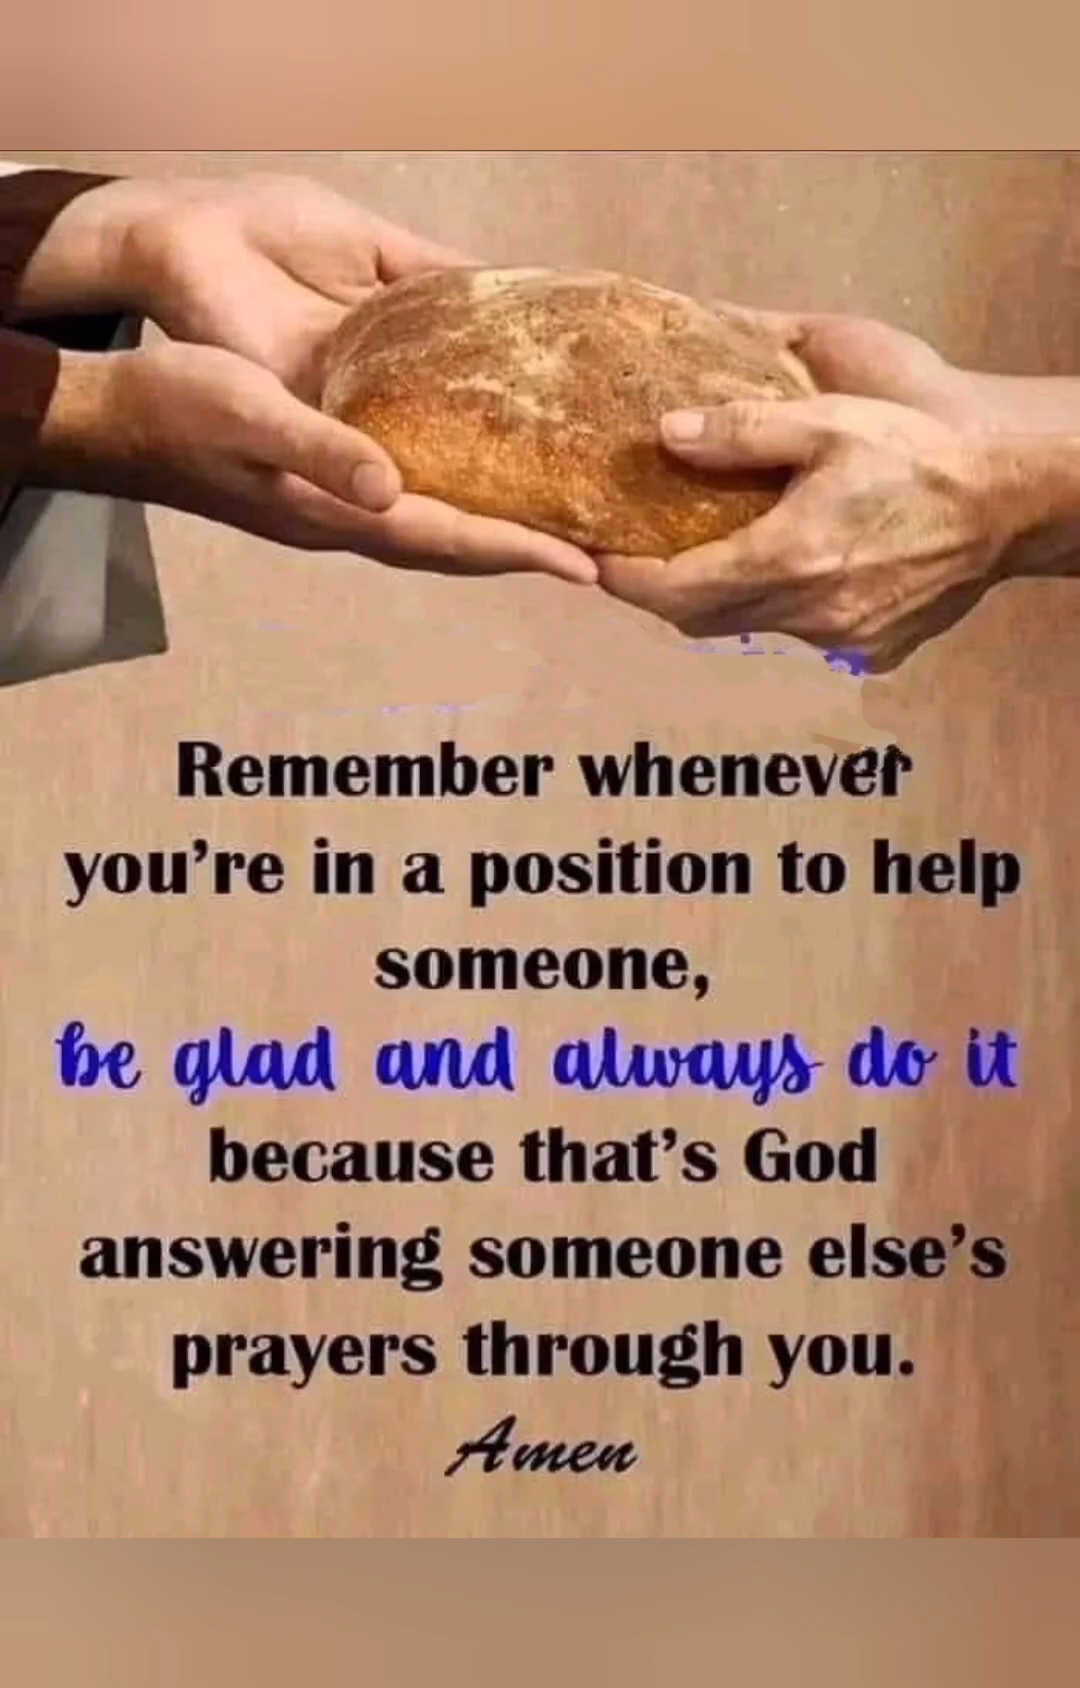 Remember whenever
you're in a position to help
someone,
be glad and always do it
because that's God
answering someone else's
prayers through you.
Amen